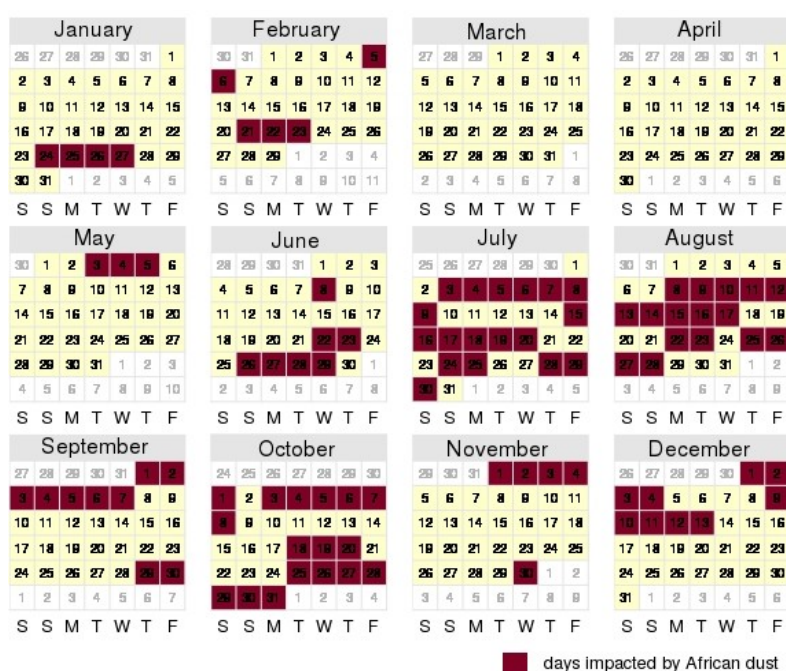 January
26 27 28 29 30 31 1
2 3 4 5 6 7 8
9 10 11 12 13 14 15
16 17 18 19 20 21 22
23 24 25 26 27 28 29
30 31 1 2 3 4 5
S S M T W T F
February
30 31 1 2 3 4 5
6 7 8 9 10 11 12
13 14 15 16 17 18 19
20 21 22 23 24 25 26
27 28 29 1 2 3 4
5 6 7 8 9 10 11
S S M T W T F
March
27 28 29 1 2 3 4
5 6 7 8 9 10 11
12 13 14 15 16 17 18
19 20 21 22 23 24 25
26 27 28 29 30 31 1
2 3 4 5 6 7 8
S S M T W T F
April
26 27 28 29 30 31 1
2 3 4 5 6 7 8
9 10 11 12 13 14 15
16 17 18 19 20 21 22
23 24 25 26 27 28 29
30 1 2 3 4 5 6
S S M T W T F
May
30 1 2 3 4 5 6
7 8 9 10 11 12 13
14 15 16 17 18 19 20
21 22 23 24 25 26 27
28 29 30 31 1 2 3
4 5 6 7 8 9 10
S S M T W T F
June
28 29 30 31 1 2 3
4 5 6 7 8 9 10
11 12 13 14 15 16 17
18 19 20 21 22 23 24
25 26 27 28 29 30 1
2 3 4 5 6 7 8
S S M T W T F
July
25 26 27 28 29 30 1
2 3 4 5 6 7 8
9 10 11 12 13 14 15
16 17 18 19 20 21 22
23 24 25 26 27 28 29
30 31 1 2 3 4 5
S S M T W T F
August
30 31 1 2 3 4 5
6 7 8 9 10 11 12
13 14 15 16 17 18 19
20 21 22 23 24 25 26
27 28 29 30 31 1 2
3 4 5 6 7 8 9
S S M T W T F
September
27 28 29 30 31 1 2
3 4 5 6 7 8 9
10 11 12 13 14 15 16
17 18 19 20 21 22 23
24 25 26 27 28 29 30
1 2 3 4 5 6 7
S S M T W T F
October
24 25 26 27 28 29 30
1 2 3 4 5 6 7
8 9 10 11 12 13 14
15 16 17 18 19 20 21
22 23 24 25 26 27 28
29 30 31 1 2 3 4
S S M T W T F
November
29 30 31 1 2 3 4
5 6 7 8 9 10 11
12 13 14 15 16 17 18
19 20 21 22 23 24 25
26 27 28 29 30 1 2
3 4 5 6 7 8 9
S S M T W T F
December
26 27 28 29 30 1 2
3 4 5 6 7 8 9
10 11 12 13 14 15 16
17 18 19 20 21 22 23
24 25 26 27 28 29 30
31 1 2 3 4 5 6
S S M T W T F
days impacted by African dust